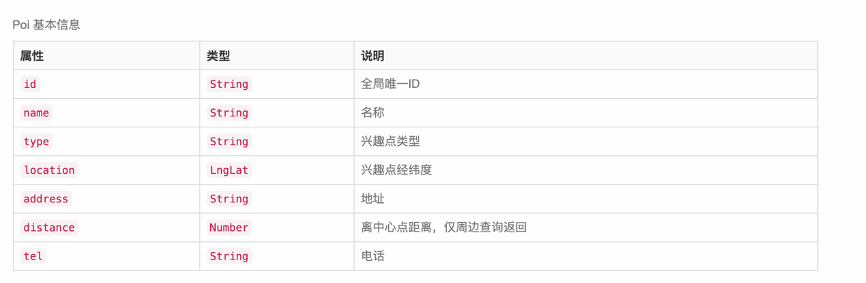 Poi 基本信息
属性 类型 说明
id String 全局唯一ID
name String 名称
type String 兴趣点类型
location LngLat 兴趣点经纬度
address String 地址
distance Number 离中心点距离，仅周边查询返回
tel String 电话